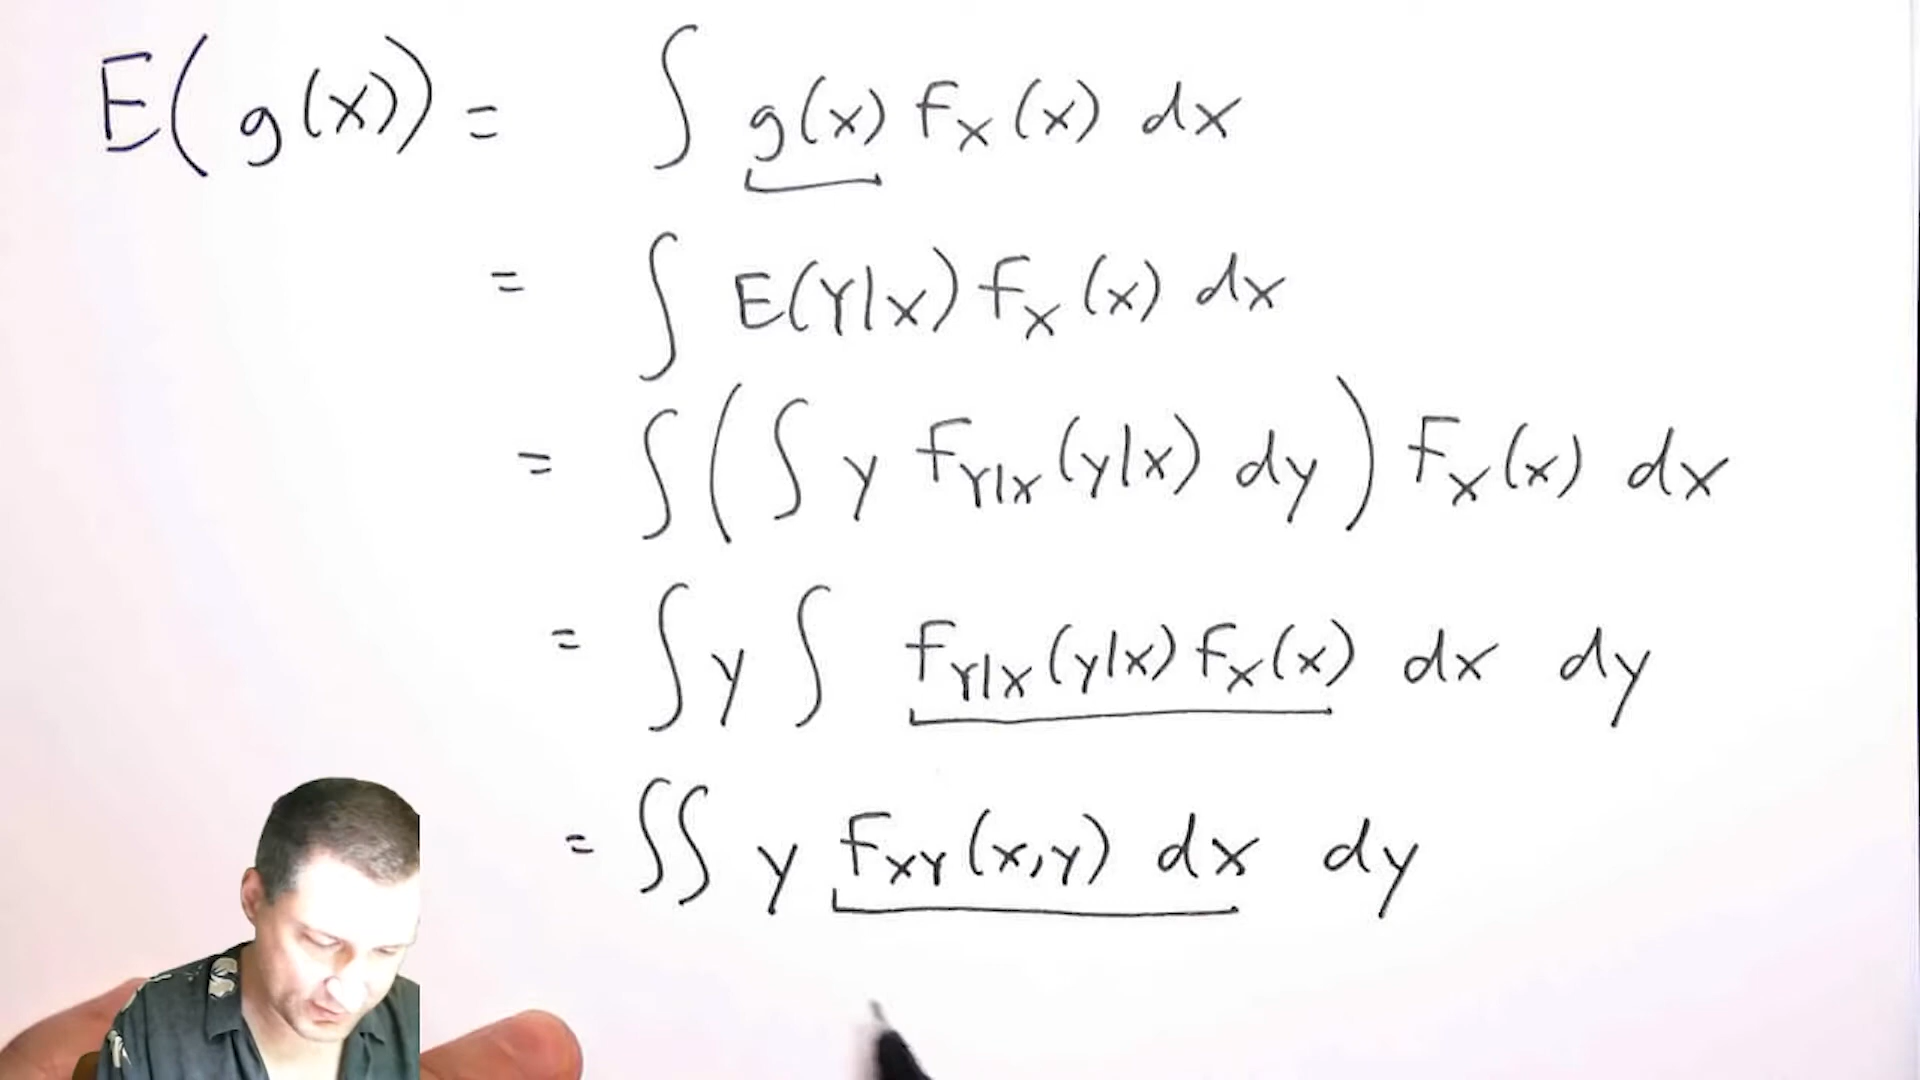 E(g(x)) = ∫ g(x) f_X(x) dx
= ∫ E(Y|X) f_X(x) dx
= ∫(∫ y f_{Y|X}(y|x) dy) f_X(x) dx
= ∫ y ∫ f_{Y|X}(y|x) f_X(x) dx dy
= ∫∫ y f_{XY}(x,y) dx dy